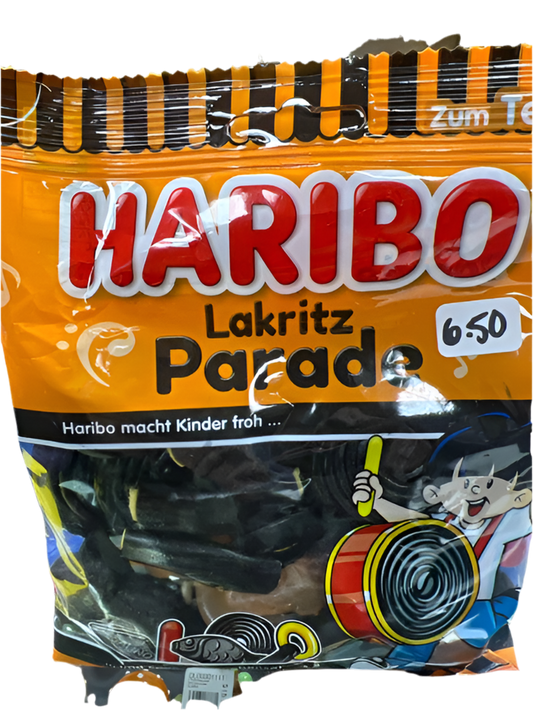 Zum Te
HARIBO
Lakritz
Parade
6.50
Haribo macht Kinder froh ...